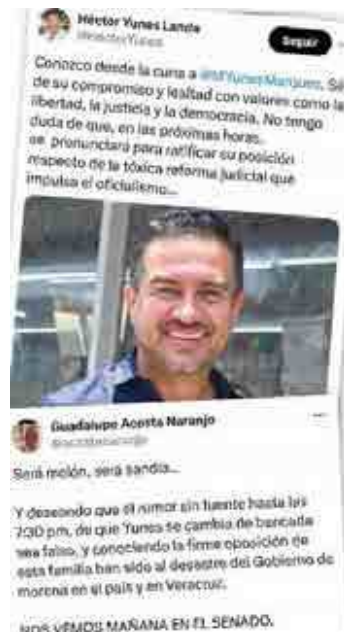 Héctor Yunes Landa
@HectorYunes
Seguir
Conozco desde la cuna a @MYunesMarquez. Sé
de su compromiso y lealtad con valores como la
libertad, la justicia y la democracia. No tengo
duda de que, en las próximas horas,
se pronunciará para ratificar su posición
respecto de la tóxica reforma judicial que
impulsa el oficialismo...
Guadalupe Acosta Naranjo
Será melón, será sandía...
Y deseando que el rumor sin fuente hasta las
7:30 pm, de que Yunes se cambia de bancada
sea falso, y conociendo la firme oposición de
esta familia han sido al desastre del Gobierno de
morena en el país y en Veracruz.
NOS VEMOS MAÑANA EN EL SENADO.